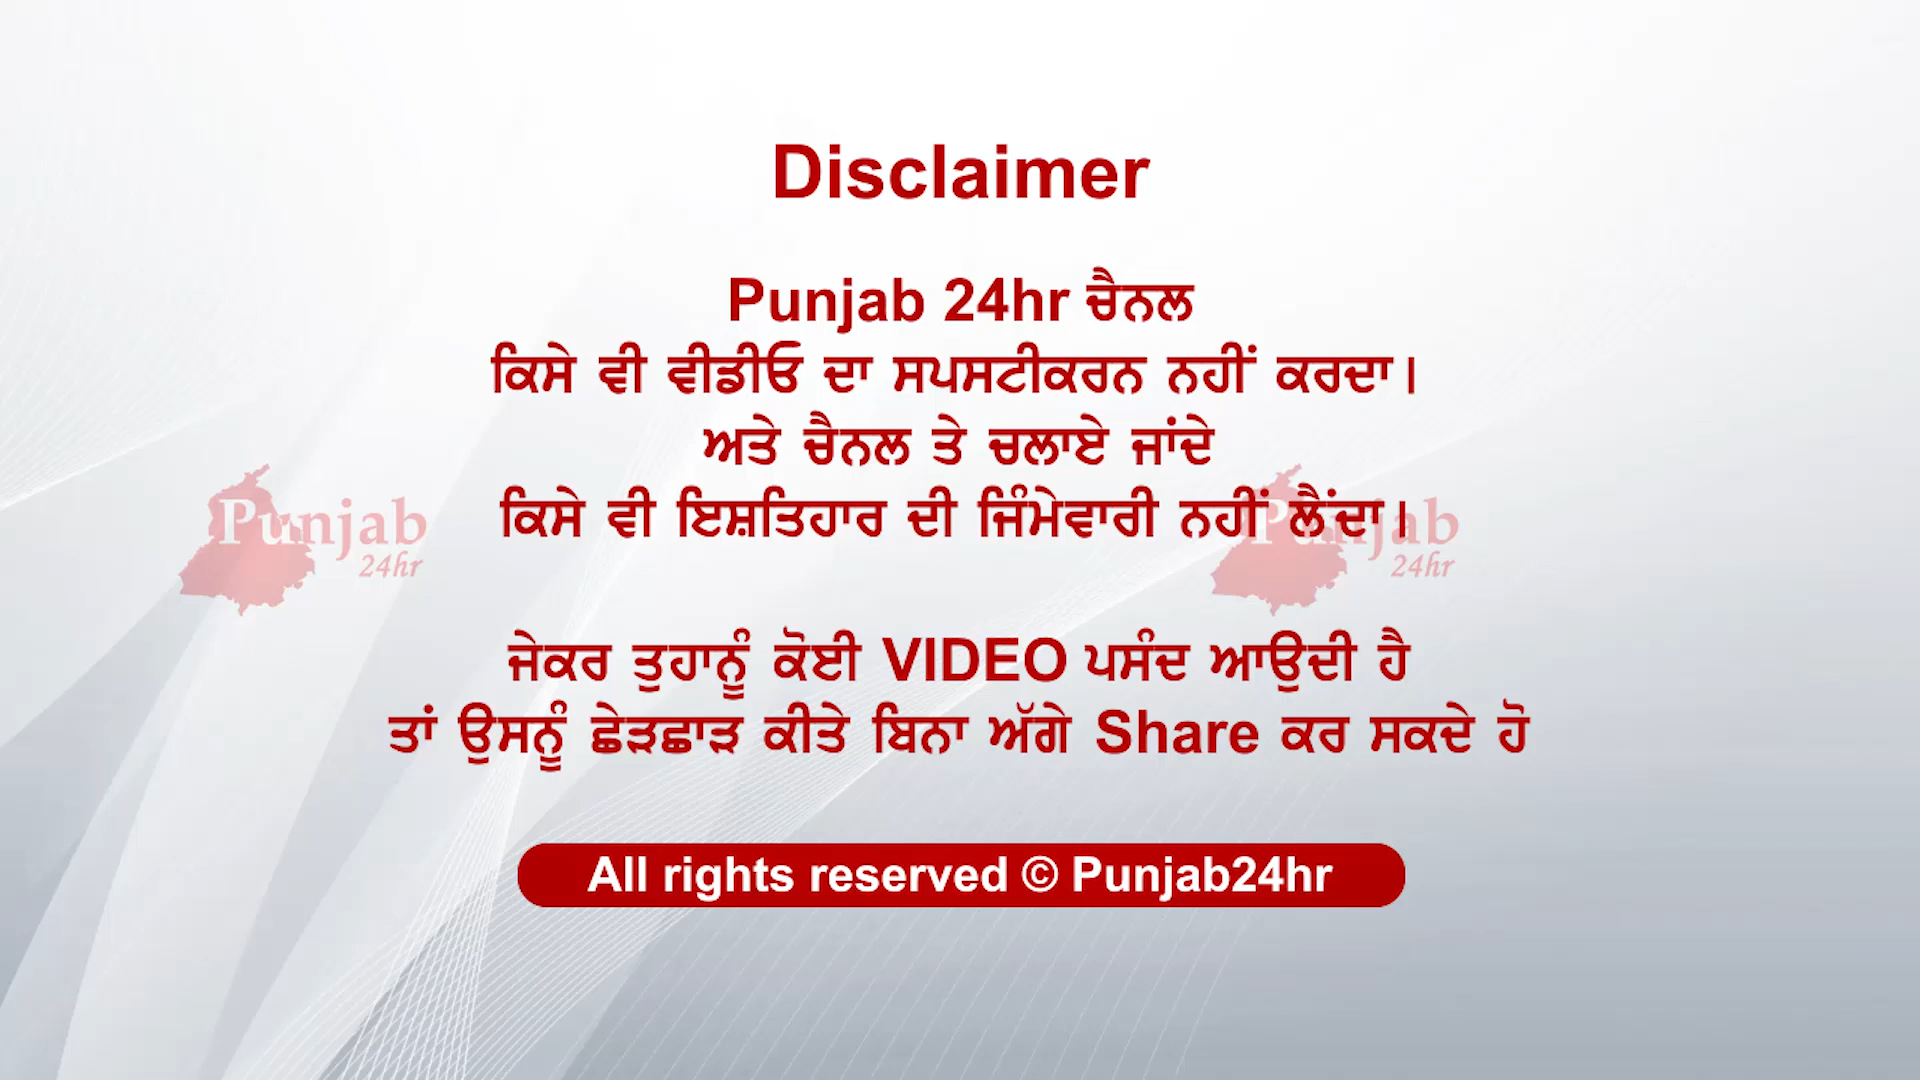 Disclaimer
Punjab 24hr ਚੈਨਲ
ਕਿਸੇ ਵੀ ਵੀਡੀਓ ਦਾ ਸਪਸਟੀਕਰਨ ਨਹੀਂ ਕਰਦਾ।
ਅਤੇ ਚੈਨਲ ਤੇ ਚਲਾਏ ਜਾਂਦੇ
ਕਿਸੇ ਵੀ ਇਸ਼ਤਿਹਾਰ ਦੀ ਜਿੰਮੇਵਾਰੀ ਨਹੀਂ ਲੈਂਦਾ।
Punjab
24hr
Punjab
24hr
ਜੇਕਰ ਤੁਹਾਨੂੰ ਕੋਈ VIDEO ਪਸੰਦ ਆਉਦੀ ਹੈ
ਤਾਂ ਉਸਨੂੰ ਛੇੜਛਾੜ ਕੀਤੇ ਬਿਨਾ ਅੱਗੇ Share ਕਰ ਸਕਦੇ ਹੋ
All rights reserved © Punjab24hr